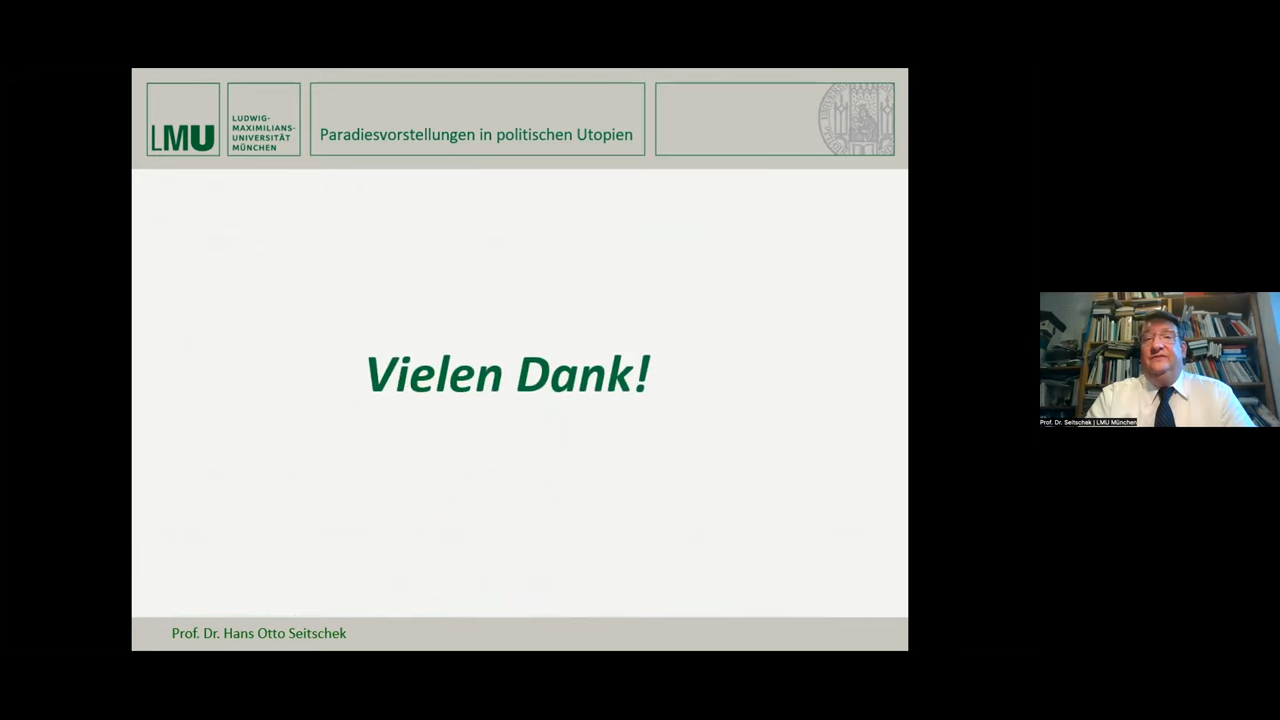 LMU
LUDWIG-
MAXIMILIANS-
UNIVERSITÄT
MÜNCHEN
Paradiesvorstellungen in politischen Utopien
Vielen Dank!
Prof. Dr. Seitschek | LMU München
Prof. Dr. Hans Otto Seitschek